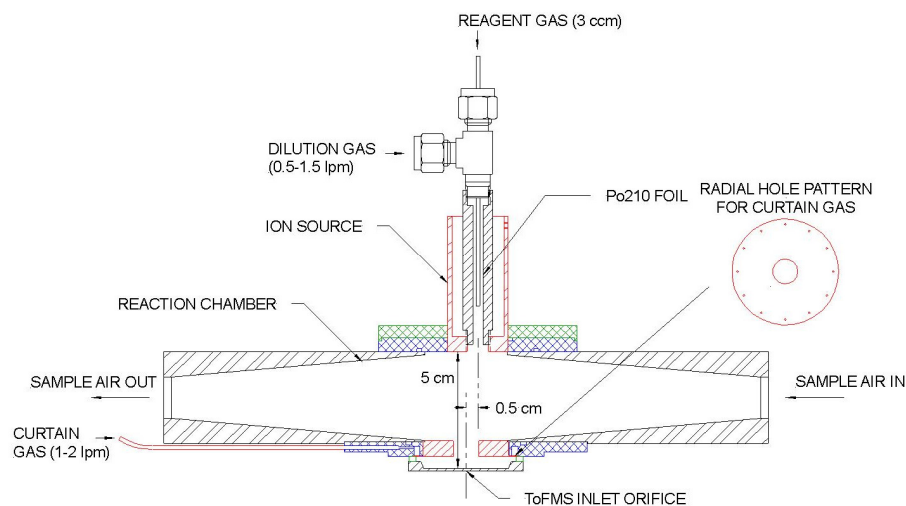 REAGENT GAS (3 ccm)
DILUTION GAS
(0.5-1.5 lpm)
Po210 FOIL
RADIAL HOLE PATTERN
FOR CURTAIN GAS
ION SOURCE
REACTION CHAMBER
SAMPLE AIR OUT
5 cm
SAMPLE AIR IN
0.5 cm
CURTAIN
GAS (1-2 lpm)
ToFMS INLET ORIFICE